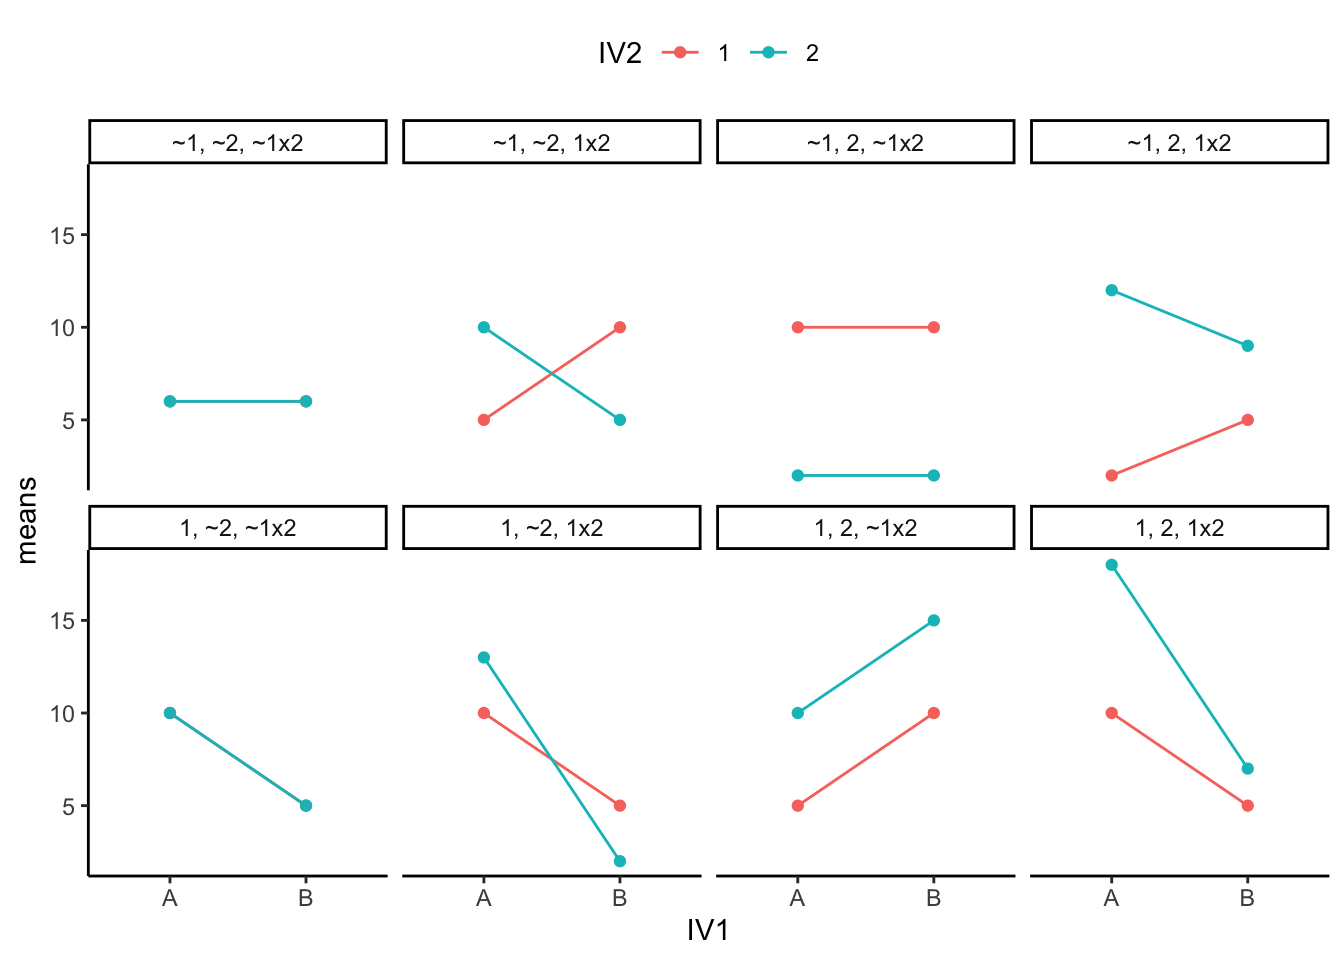 IV2 1 2
~1, ~2, ~1x2 ~1, ~2, 1x2 ~1, 2, ~1x2 ~1, 2, 1x2
15
10
5
means
1, ~2, ~1x2 1, ~2, 1x2 1, 2, ~1x2 1, 2, 1x2
15
10
5
A B A B A B A B
IV1